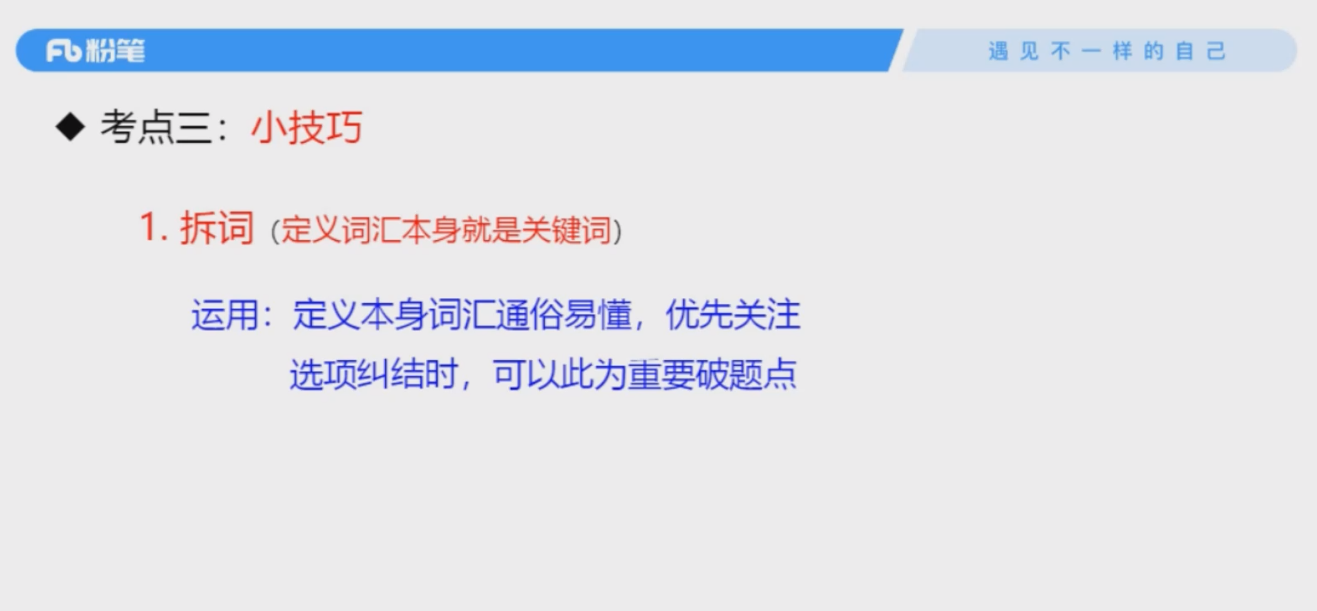 Fb粉笔
遇见不一样的自己
◆ 考点三：小技巧
1. 拆词（定义词汇本身就是关键词）
运用：定义本身词汇通俗易懂，优先关注
选项纠结时，可以此为重要破题点